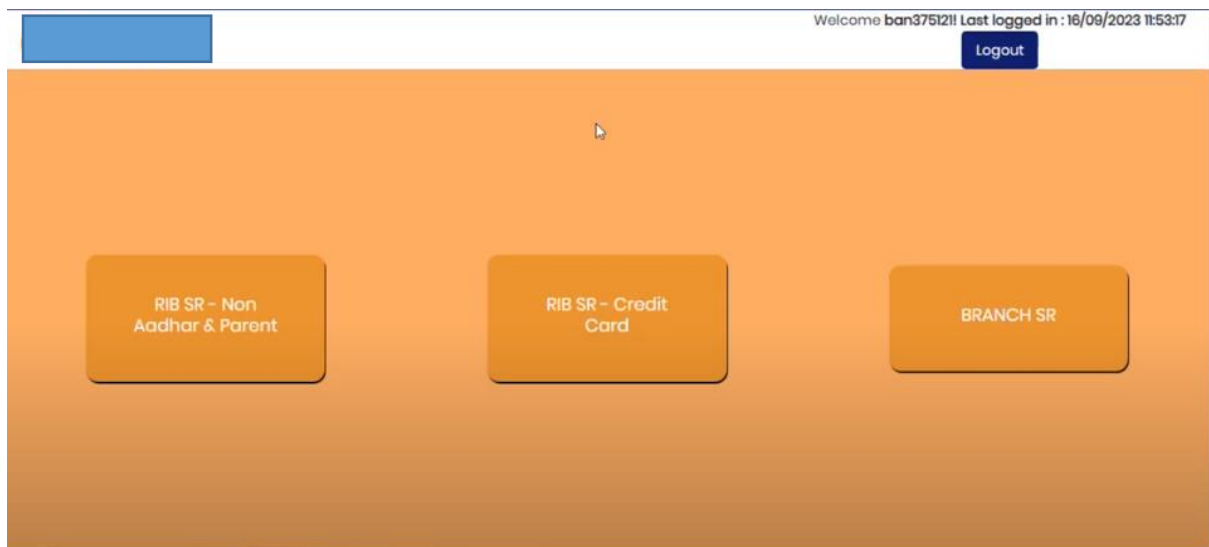 Welcome ban375121! Last logged in : 16/09/2023 11:53:17
Logout
RIB SR - Non
Aadhar & Parent
RIB SR - Credit
Card
BRANCH SR